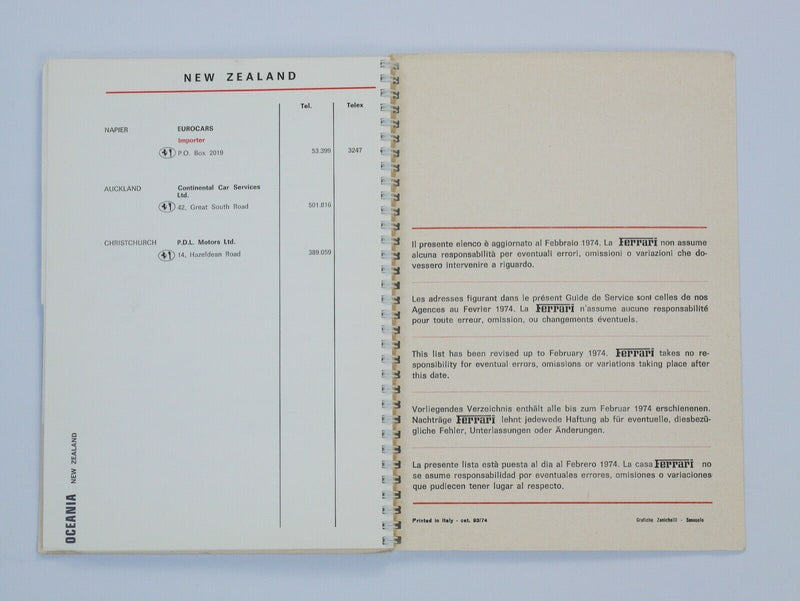 NEW ZEALAND
Tel.
Telex
NAPIER
EUROCARS
Importer
P.O. Box 2019
53.399
3247
AUCKLAND
Continental Car Services
Ltd.
42, Great South Road
501.816
CHRISTCHURCH
P.D.L. Motors Ltd.
14, Hazeldean Road
389.059
OCEANIA NEW ZEALAND
Il presente elenco è aggiornato al Febbraio 1974. La Ferrari non assume
alcuna responsabilità per eventuali errori, omissioni o variazioni che do-
vessero intervenire a riguardo.
Les adresses figurant dans le présent Guide de Service sont celles de nos
Agences au Fevrier 1974. La Ferrari n'assume aucune responsabilité
pour toute erreur, omission, ou changements éventuels.
This list has been revised up to February 1974. Ferrari takes no re-
sponsibility for eventual errors, omissions or variations taking place after
this date.
Vorliegendes Verzeichnis enthält alle bis zum Februar 1974 erschienenen.
Nachträge Ferrari lehnt jedewede Haftung ab für eventuelle, diesbezü-
gliche Fehler, Unterlassungen oder Änderungen.
La presente lista està puesta al dia al Febrero 1974. La casa Ferrari no
se asume responsabilidad por eventuales errores, omisiones o variaciones
que pudiecen tener lugar al respecto.
Printed in Italy - cat. 93/74
Grafiche Zanichelli - Sassuolo